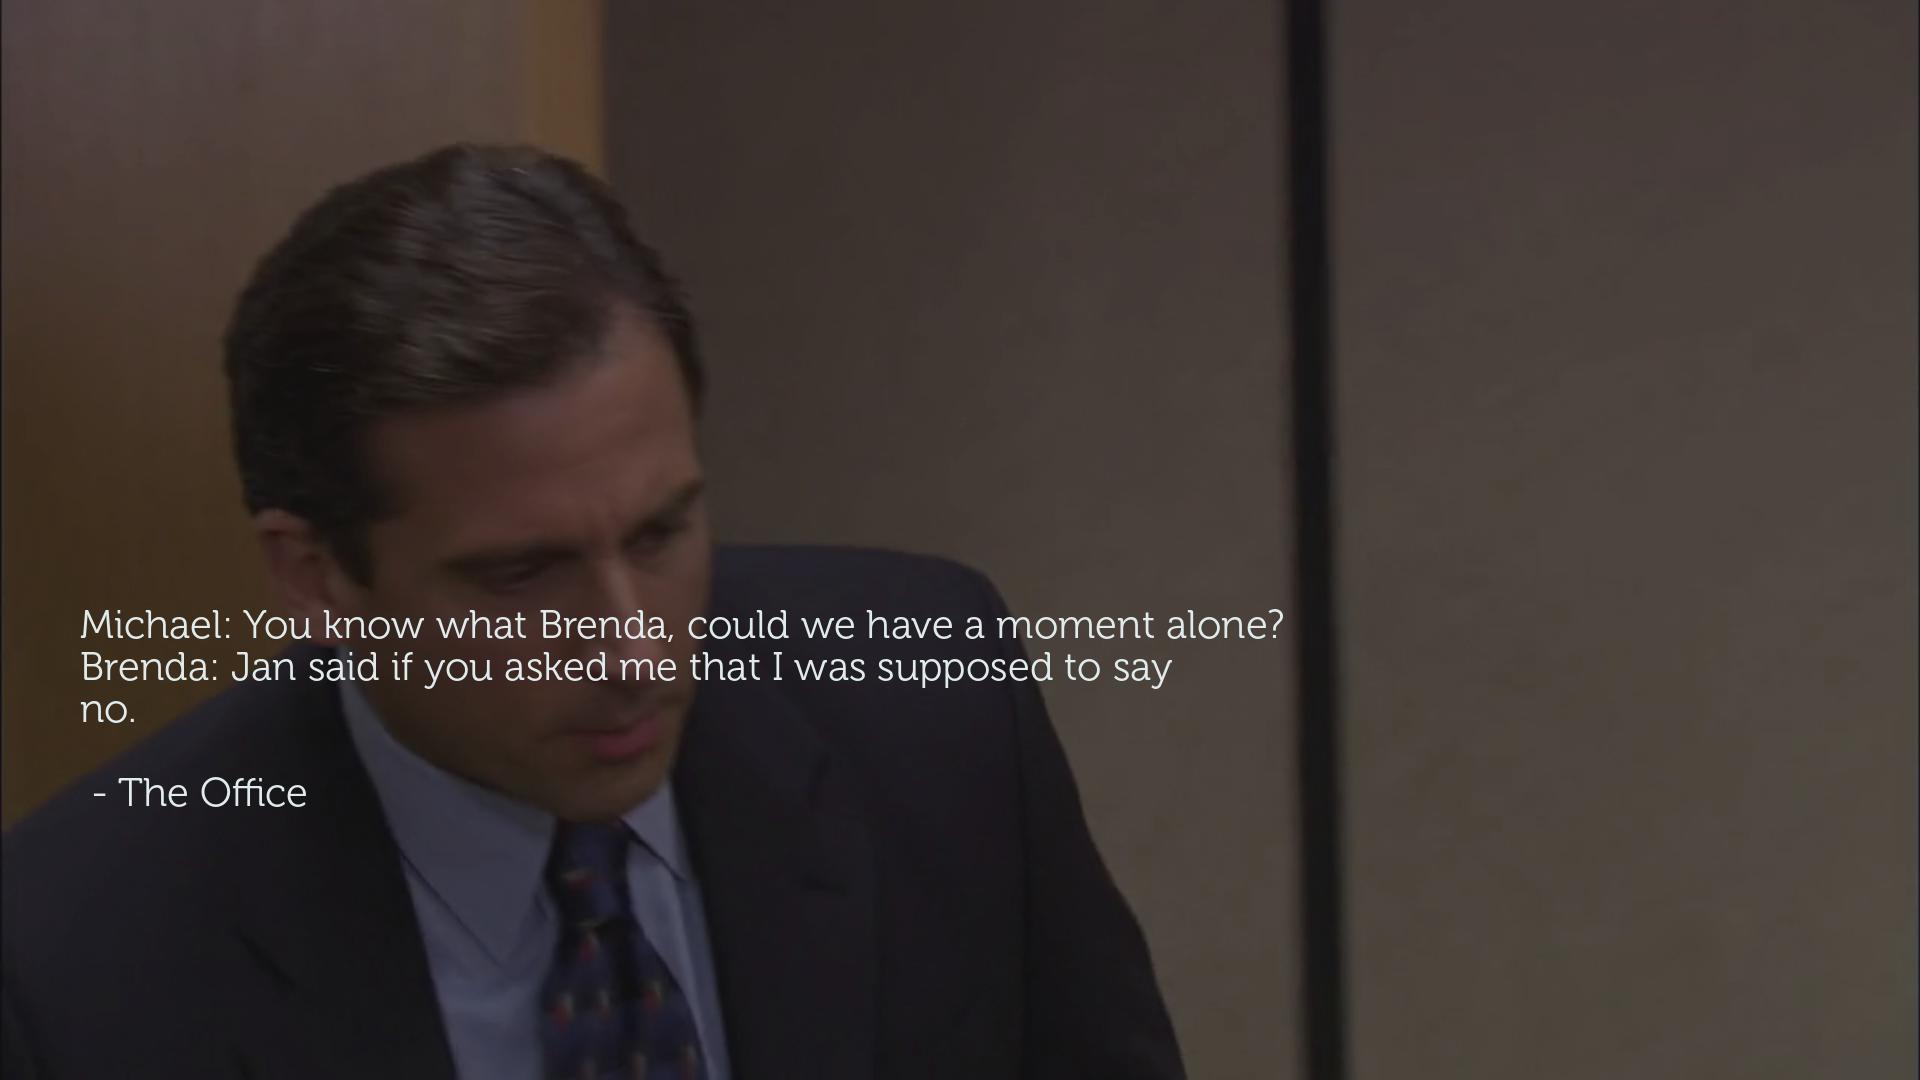 Michael: You know what Brenda, could we have a moment alone?
Brenda: Jan said if you asked me that I was supposed to say
no.
- The Office